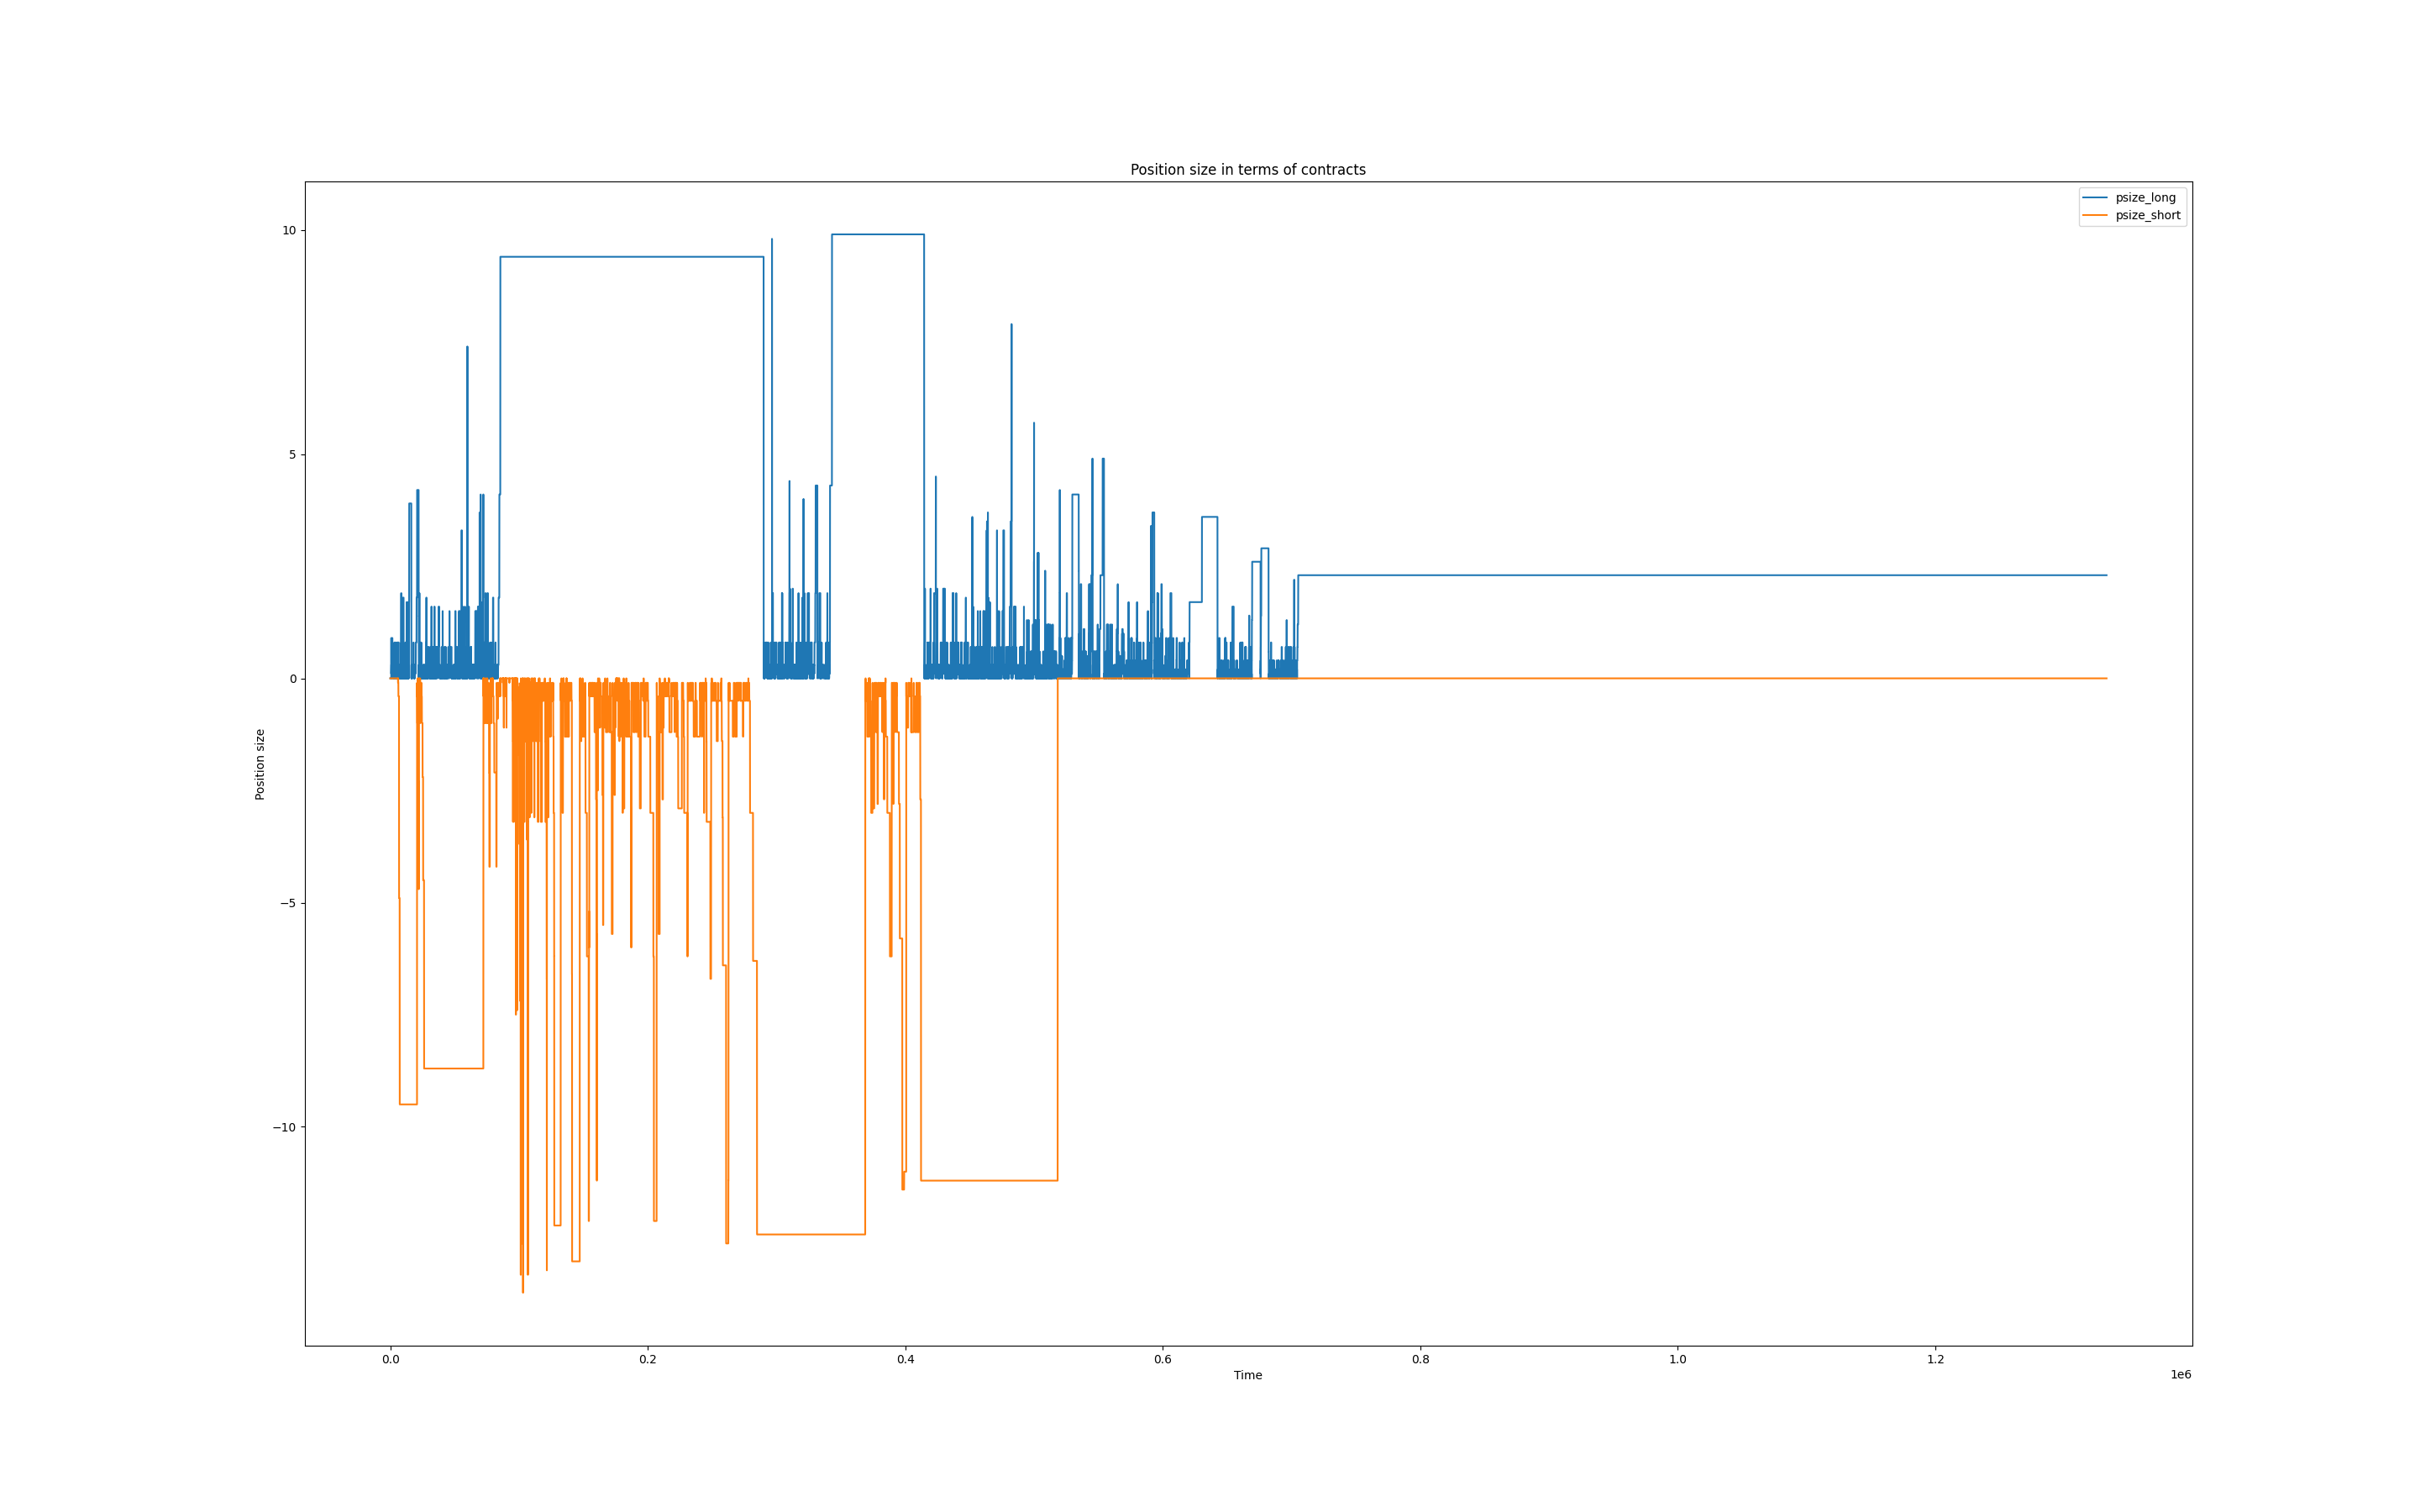 Position size in terms of contracts
psize_long
psize_short
10
5
0
−5
−10
Position size
0.0
0.2
0.4
0.6
0.8
1.0
1.2
1e6
Time